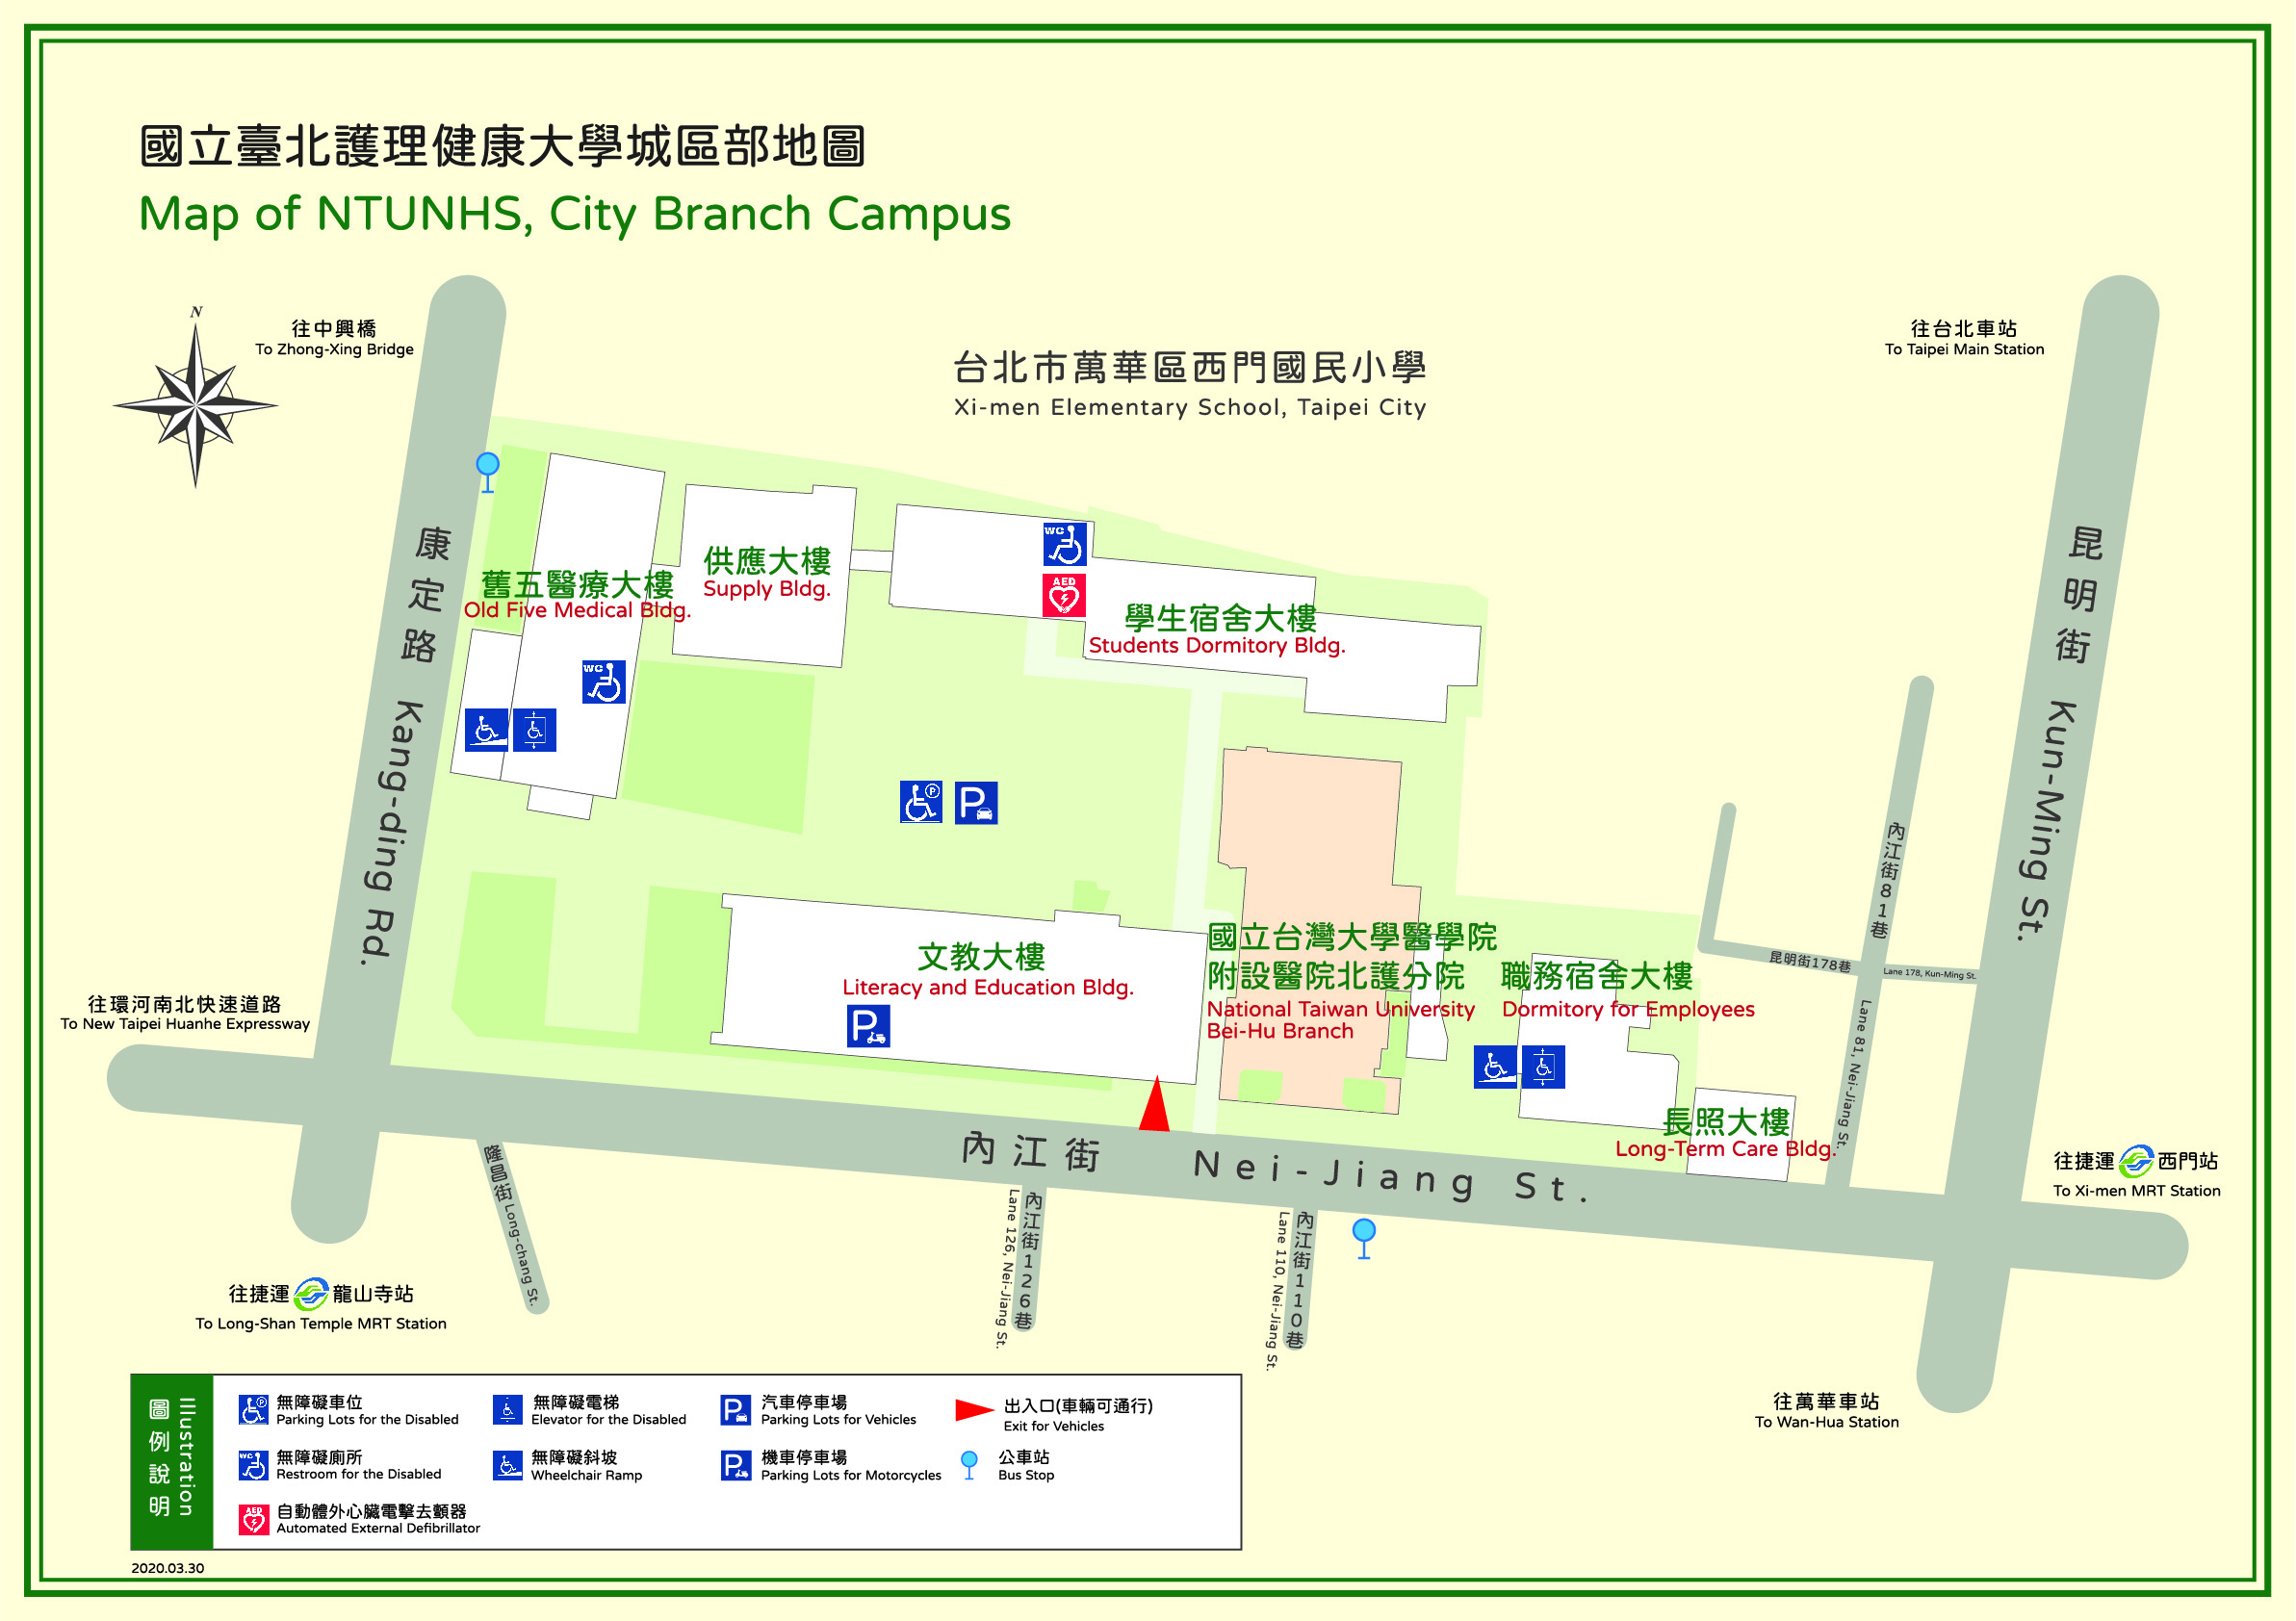 國立臺北護理健康大學城區部地圖
Map of NTUNHS, City Branch Campus
N
往中興橋
To Zhong-Xing Bridge
台北市萬華區西門國民小學
Xi-men Elementary School, Taipei City
往台北車站
To Taipei Main Station
康定路 Kang-ding Rd.
昆明街 Kun-Ming St.
舊五醫療大樓
Old Five Medical Bldg.
供應大樓
Supply Bldg.
WC
AED
學生宿舍大樓
Students Dormitory Bldg.
WC
P
P
文教大樓
Literacy and Education Bldg.
P
國立台灣大學醫學院
附設醫院北護分院
National Taiwan University
Bei-Hu Branch
職務宿舍大樓
Dormitory for Employees
長照大樓
Long-Term Care Bldg.
內江街81巷
Lane 81, Nei-Jiang St.
昆明街178巷
Lane 178, Kun-Ming St.
往環河南北快速道路
To New Taipei Huanhe Expressway
內江街 Nei-Jiang St.
隆昌街 Long-chang St.
內江街126巷
Lane 126, Nei-Jiang St.
內江街110巷
Lane 110, Nei-Jiang St.
往捷運 西門站
To Xi-men MRT Station
往捷運 龍山寺站
To Long-Shan Temple MRT Station
往萬華車站
To Wan-Hua Station
圖例說明
Illustration
P
無障礙車位
Parking Lots for the Disabled
無障礙電梯
Elevator for the Disabled
P
汽車停車場
Parking Lots for Vehicles
出入口(車輛可通行)
Exit for Vehicles
WC
無障礙廁所
Restroom for the Disabled
無障礙斜坡
Wheelchair Ramp
P
機車停車場
Parking Lots for Motorcycles
公車站
Bus Stop
AED
自動體外心臟電擊去顫器
Automated External Defibrillator
2020.03.30